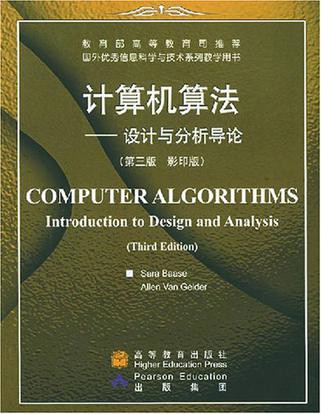 教育部高等教育司推荐
国外优秀信息科学与技术系列教学用书
计算机算法
——设计与分析导论
(第三版 影印版)
COMPUTER ALGORITHMS
Introduction to Design and Analysis
(Third Edition)
Sara Baase
Allen Van Gelder
高等教育出版社
Higher Education Press
Pearson Education
出版集团